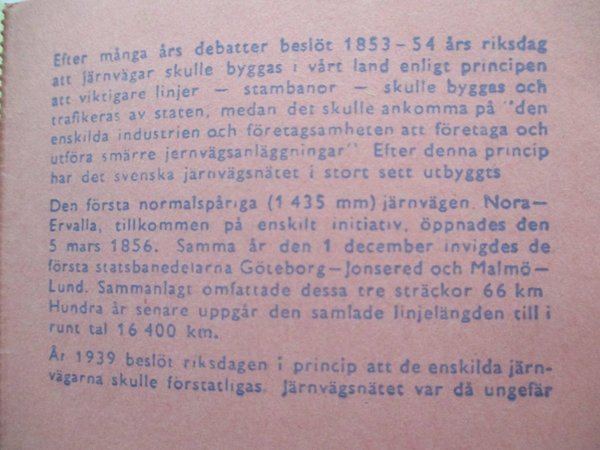 Efter många års debatter beslöt 1853–54 års riksdag
att järnvägar skulle byggas i vårt land enligt principen
att viktigare linjer — stambanor — skulle byggas och
trafikeras av staten, medan det skulle ankomma på "den
enskilda industrien och företagsamheten att företaga och
utföra smärre jernvägsanläggningar" Efter denna princip
har det svenska järnvägsnätet i stort sett utbyggts
Den första normalspåriga (1 435 mm) järnvägen. Nora—
Ervalla, tillkommen på enskilt initiativ, öppnades den
5 mars 1856. Samma år den 1 december invigdes de
första statsbanedelarna Göteborg—Jonsered och Malmö—
Lund. Sammanlagt omfattade dessa tre sträckor 66 km
Hundra år senare uppgår den samlade linjelängden till i
runt tal 16 400 km.
År 1939 beslöt riksdagen i princip att de enskilda järn-
vägarna skulle förstatligas. Järnvägsnätet var då ungefär